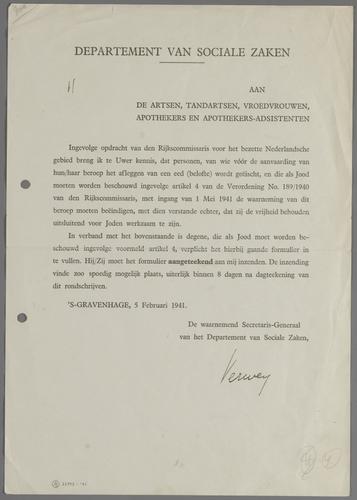 DEPARTEMENT VAN SOCIALE ZAKEN
AAN
DE ARTSEN, TANDARTSEN, VROEDVROUWEN,
APOTHEKERS EN APOTHEKERS-ADSISTENTEN
Ingevolge opdracht van den Rijkscommissaris voor het bezette Nederlandsche
gebied breng ik te Uwer kennis, dat personen, van wie vóór de aanvaarding van
hun/haar beroep het afleggen van een eed (belofte) wordt geëischt, en die als Jood
moeten worden beschouwd ingevolge artikel 4 van de Verordening No. 189/1940
van den Rijkscommissaris, met ingang van 1 Mei 1941 de waarneming van dit
beroep moeten beëindigen, met dien verstande echter, dat zij de vrijheid behouden
uitsluitend voor Joden werkzaam te zijn.
In verband met het bovenstaande is degene, die als Jood moet worden be-
schouwd ingevolge voormeld artikel 4, verplicht het hierbij gaande formulier in
te vullen. Hij/Zij moet het formulier aangeteekend aan mij inzenden. De inzending
vinde zoo spoedig mogelijk plaats, uiterlijk binnen 8 dagen na dagteekening van
dit rondschrijven.
'S-GRAVENHAGE, 5 Februari 1941.
De waarnemend Secretaris-Generaal
van het Departement van Sociale Zaken,
Verwey